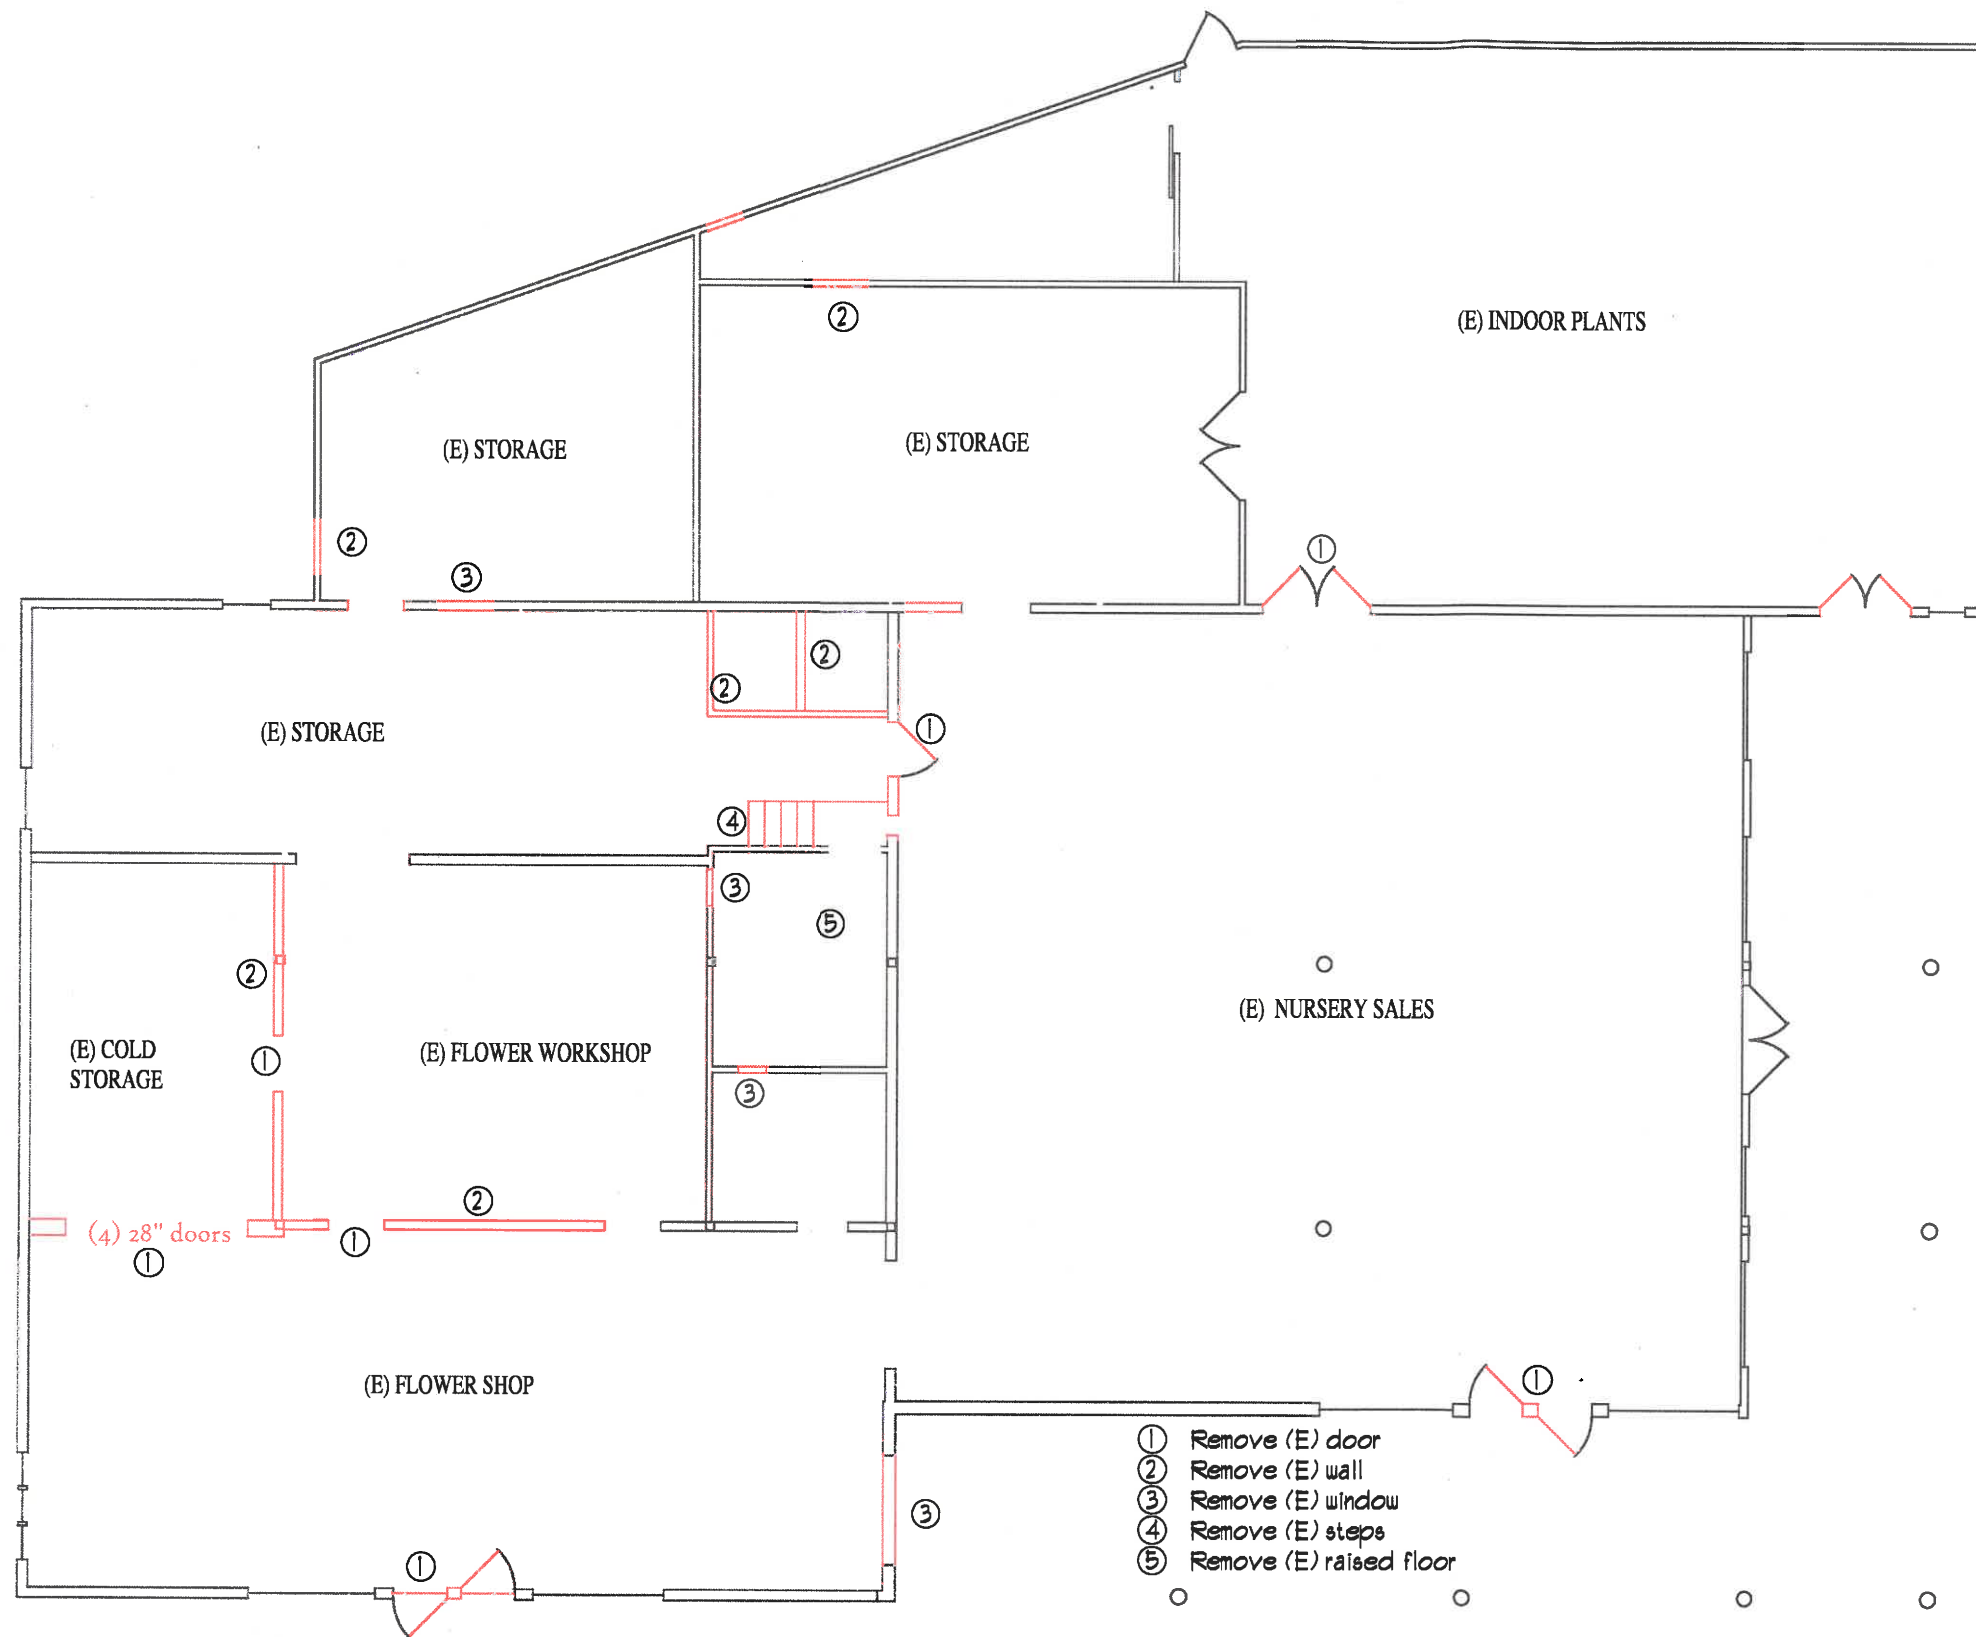 (E) INDOOR PLANTS
②
(E) STORAGE
(E) STORAGE
②
①
③
②
②
(E) STORAGE
①
④
③
⑤
②
(E) NURSERY SALES
(E) COLD
STORAGE
①
(E) FLOWER WORKSHOP
③
②
(4) 28" doors
①
①
(E) FLOWER SHOP
①
① Remove (E) door
② Remove (E) wall
③ Remove (E) window
④ Remove (E) steps
⑤ Remove (E) raised floor
③
①